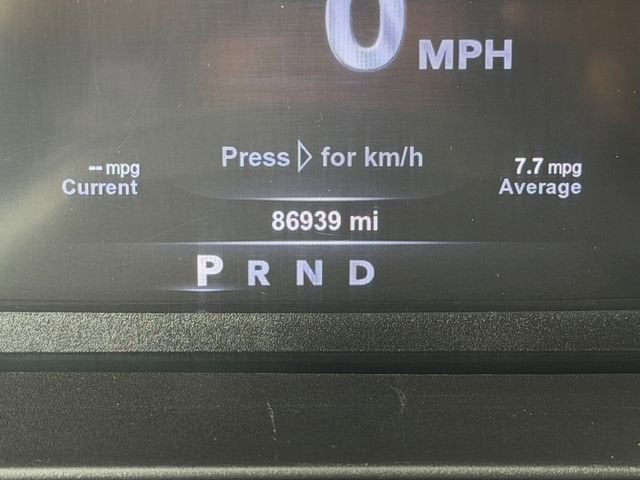 0 MPH
Press ▷ for km/h
-- mpg
Current
7.7 mpg
Average
86939 mi
P R N D